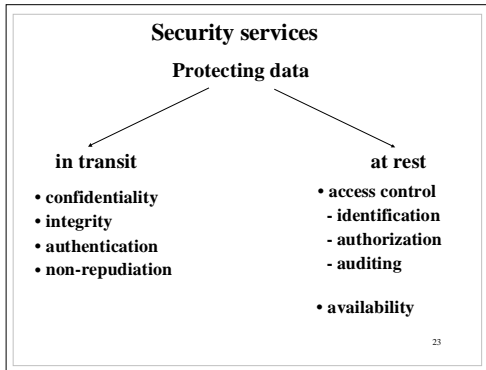 Security services
Protecting data
in transit
• confidentiality
• integrity
• authentication
• non-repudiation
at rest
• access control
- identification
- authorization
- auditing
• availability
23